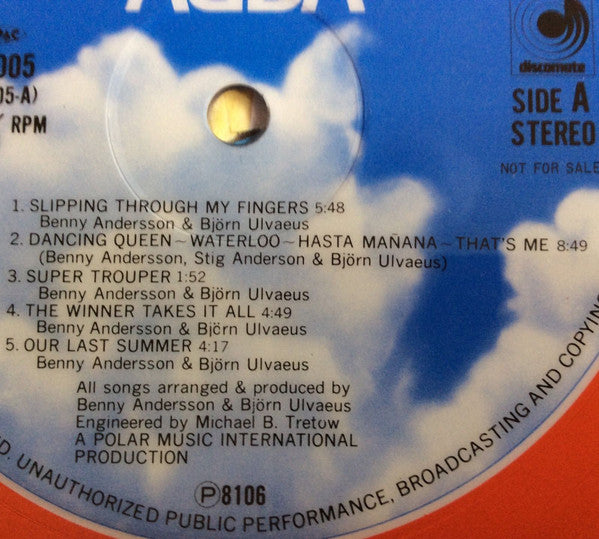 ABBA
005
discomate
05-A)
SIDE A
RPM
STEREO
NOT FOR SALE
1. SLIPPING THROUGH MY FINGERS 5:48
Benny Andersson & Björn Ulvaeus
2. DANCING QUEEN~WATERLOO~HASTA MAÑANA~THAT'S ME 8:49
(Benny Andersson, Stig Anderson & Björn Ulvaeus)
3. SUPER TROUPER 1:52
Benny Andersson & Björn Ulvaeus
4. THE WINNER TAKES IT ALL 4:49
Benny Andersson & Björn Ulvaeus
5. OUR LAST SUMMER 4:17
Benny Andersson & Björn Ulvaeus
All songs arranged & produced by
Benny Andersson & Björn Ulvaeus
Engineered by Michael B. Tretow
A POLAR MUSIC INTERNATIONAL
PRODUCTION
Ⓟ8106
D. UNAUTHORIZED PUBLIC PERFORMANCE, BROADCASTING AND COPYING